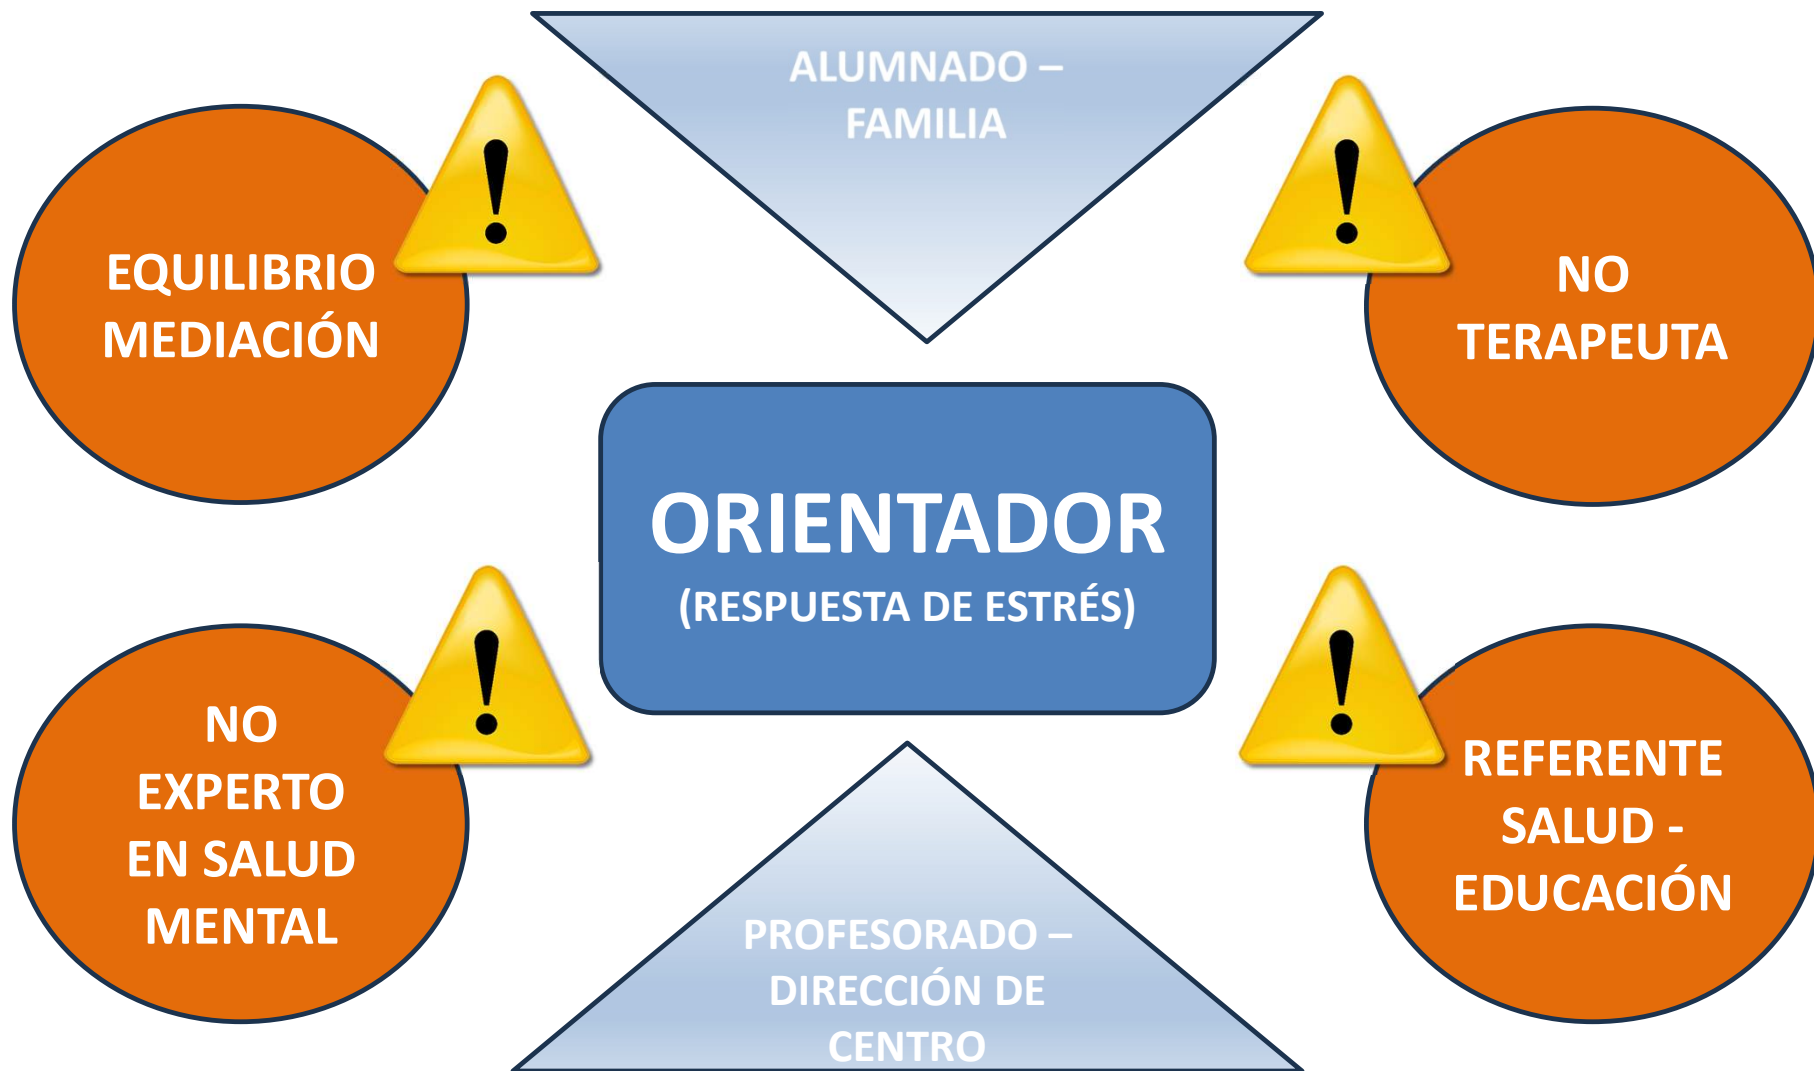 ALUMNADO –
FAMILIA
EQUILIBRIO
MEDIACIÓN
NO
TERAPEUTA
ORIENTADOR
(RESPUESTA DE ESTRÉS)
NO
EXPERTO
EN SALUD
MENTAL
REFERENTE
SALUD -
EDUCACIÓN
PROFESORADO –
DIRECCIÓN DE
CENTRO